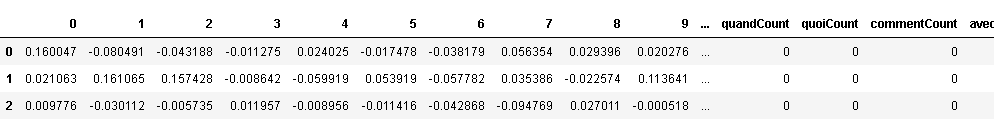 0 1 2 3 4 5 6 7 8 9 ... quandCount quoiCount commentCount avec
0 0.160047 -0.080491 -0.043188 -0.011275 0.024025 -0.017478 -0.038179 0.056354 0.029396 0.020276 ... 0 0 0
1 0.021063 0.161065 0.157428 -0.008642 -0.059919 0.053919 -0.057782 0.035386 -0.022574 0.113641 ... 0 0 0
2 0.009776 -0.030112 -0.005735 0.011957 -0.008956 -0.011416 -0.042868 -0.094769 0.027011 -0.000518 ... 0 0 0